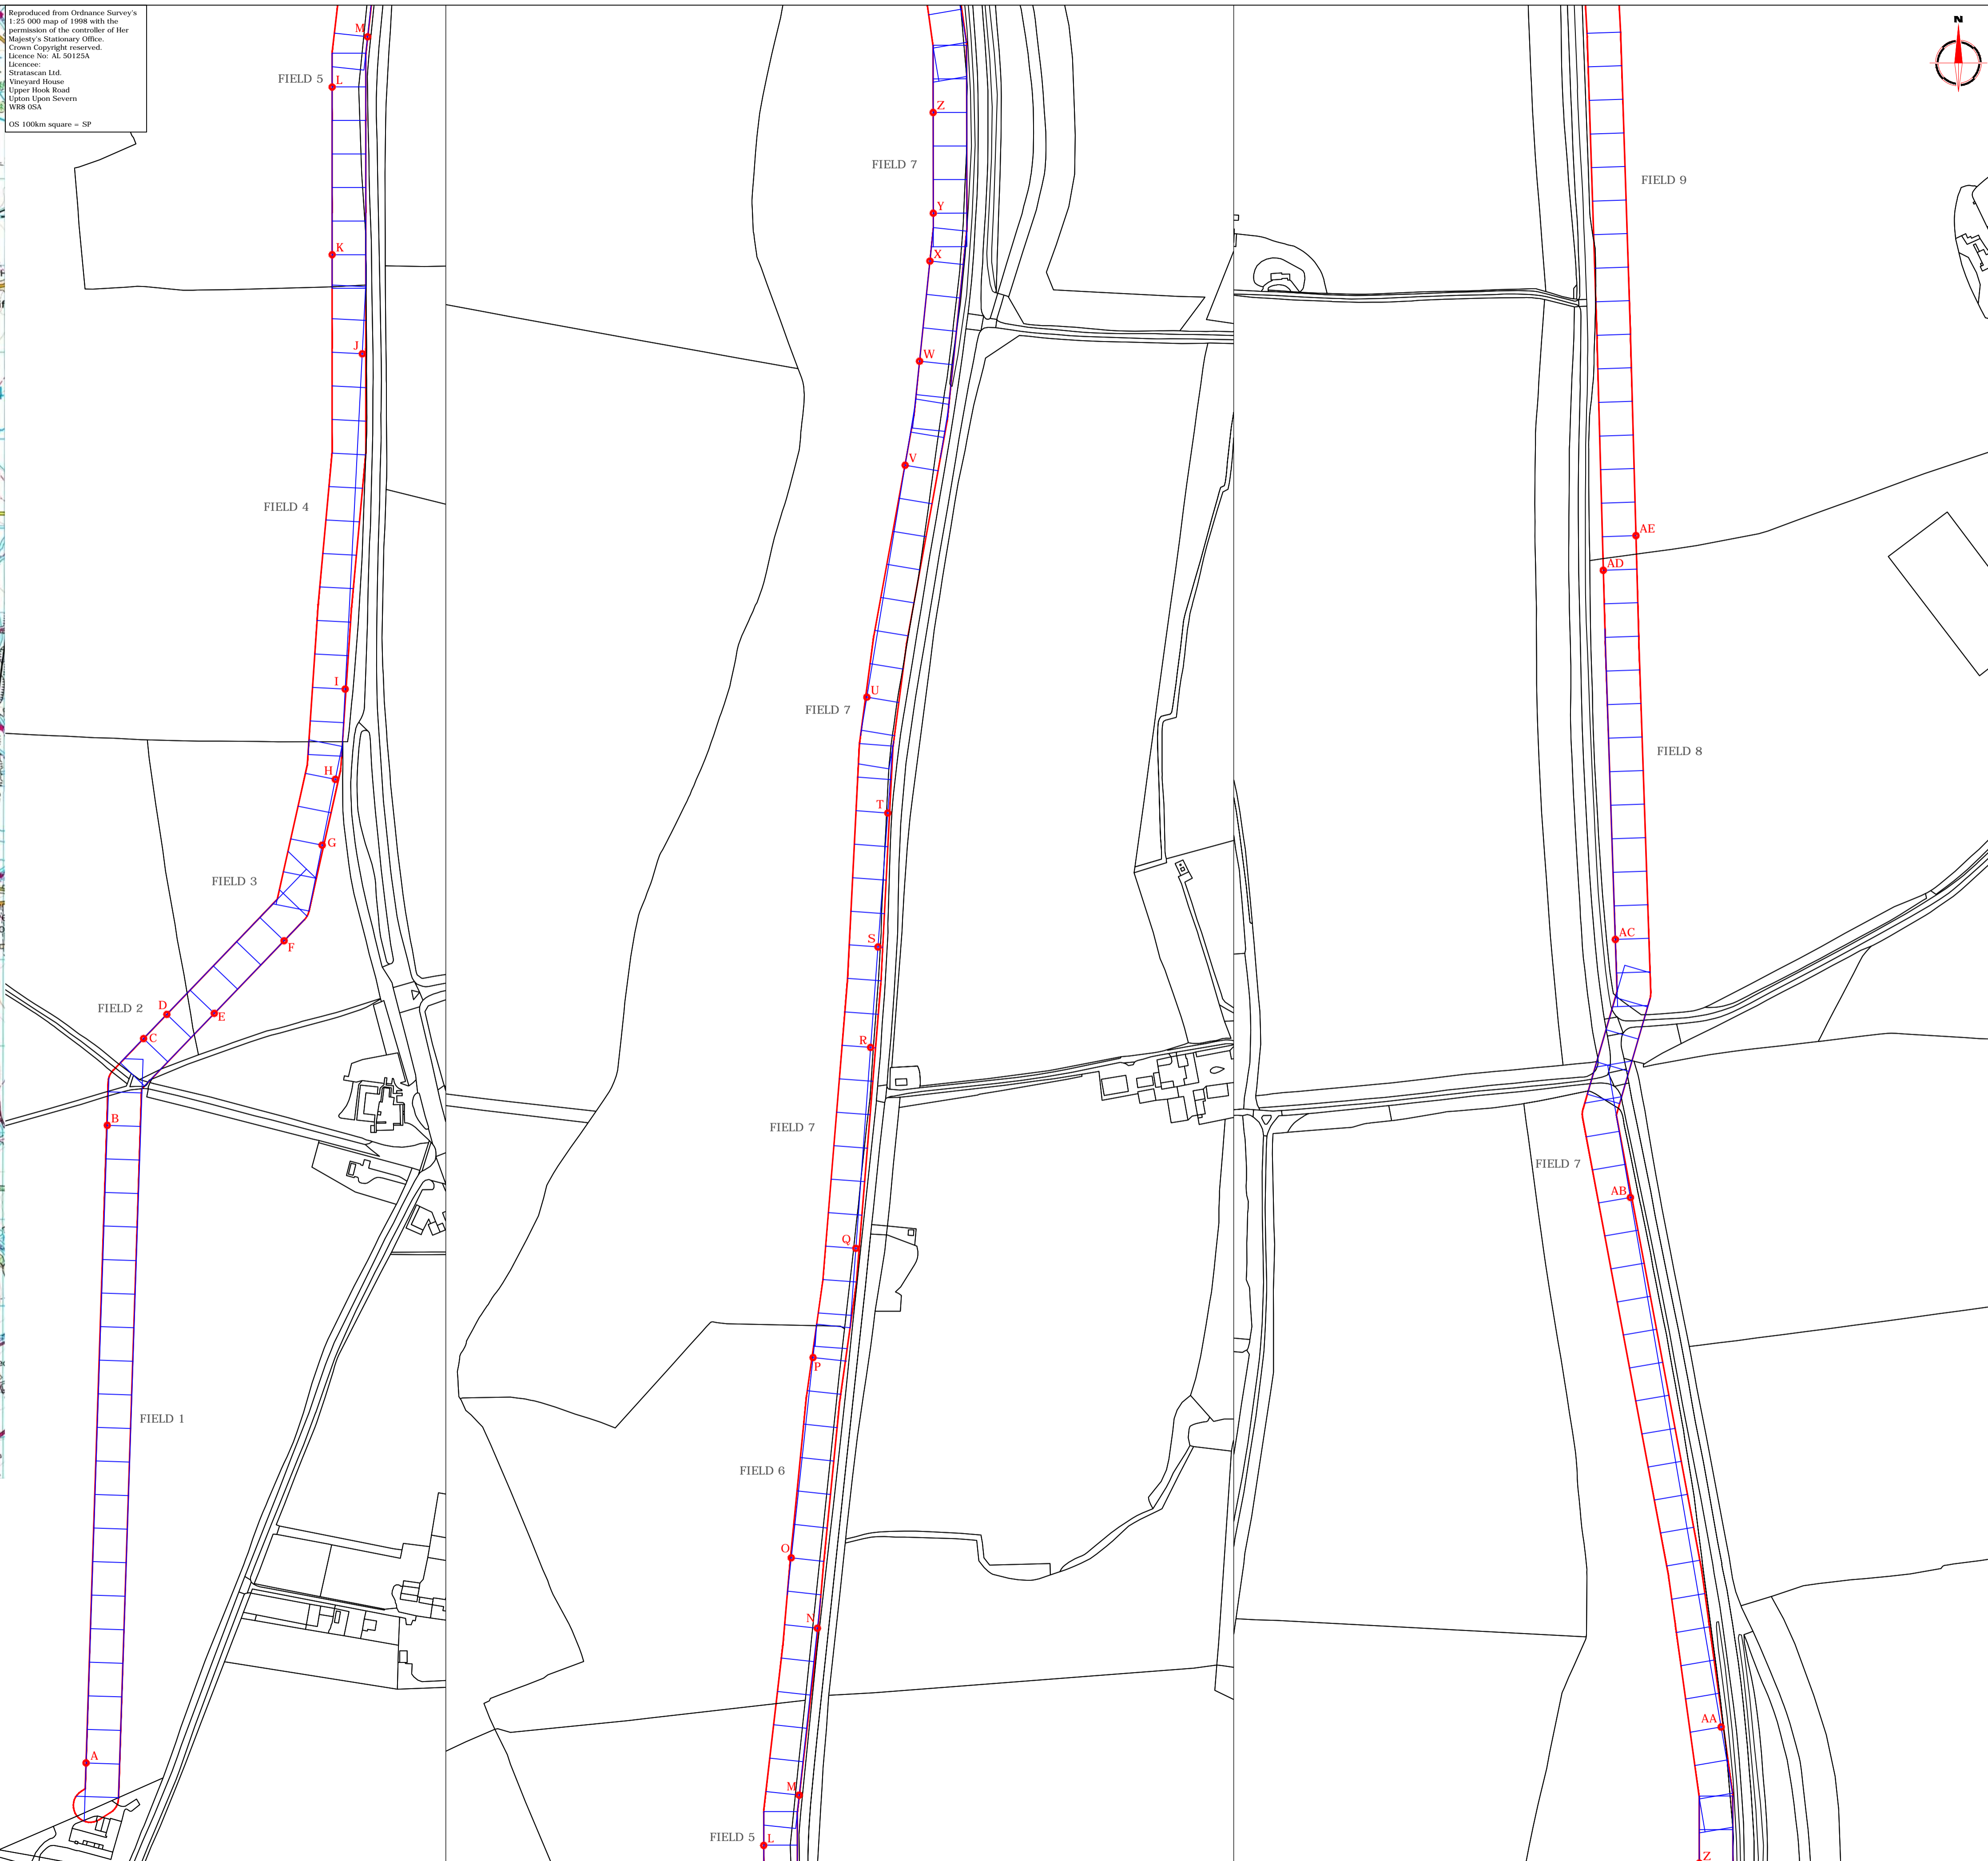 Reproduced from Ordnance Survey's
1:25 000 map of 1998 with the
permission of the controller of Her
Majesty's Stationary Office.
Crown Copyright reserved.
Licence No: AL 50125A
Licencee:
Stratascan Ltd.
Vineyard House
Upper Hook Road
Upton Upon Severn
WR8 0SA
OS 100km square = SP
M
FIELD 5
L
K
J
FIELD 4
I
H
G
FIELD 3
F
D
FIELD 2
E
C
B
FIELD 1
A
Z
FIELD 7
Y
X
W
V
U
FIELD 7
T
S
R
FIELD 7
Q
P
FIELD 6
O
N
M
FIELD 5
L
N
FIELD 9
AE
AD
FIELD 8
AC
FIELD 7
AB
AA
Z